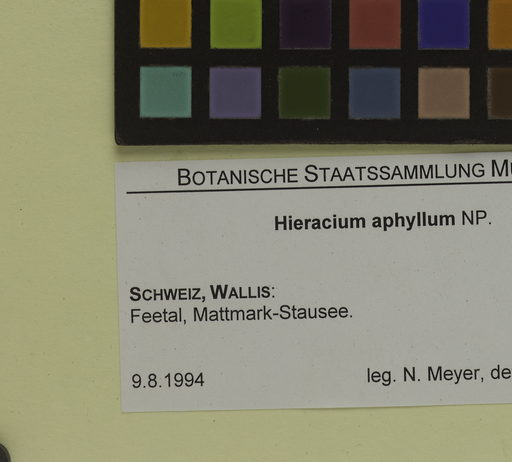 BOTANISCHE STAATSSAMMLUNG
Hieracium aphyllum NP.
SCHWEIZ, WALLIS:
Feetal, Mattmark-Stausee.
9.8.1994 leg. N. Meyer,